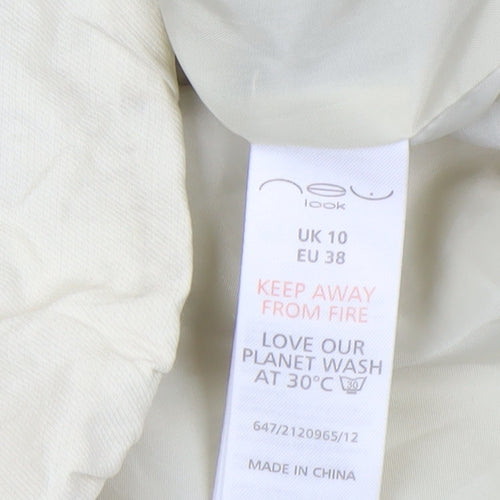 new
look
UK 10
EU 38
KEEP AWAY
FROM FIRE
LOVE OUR
PLANET WASH
AT 30°C 30
647/2120965/12
MADE IN CHINA